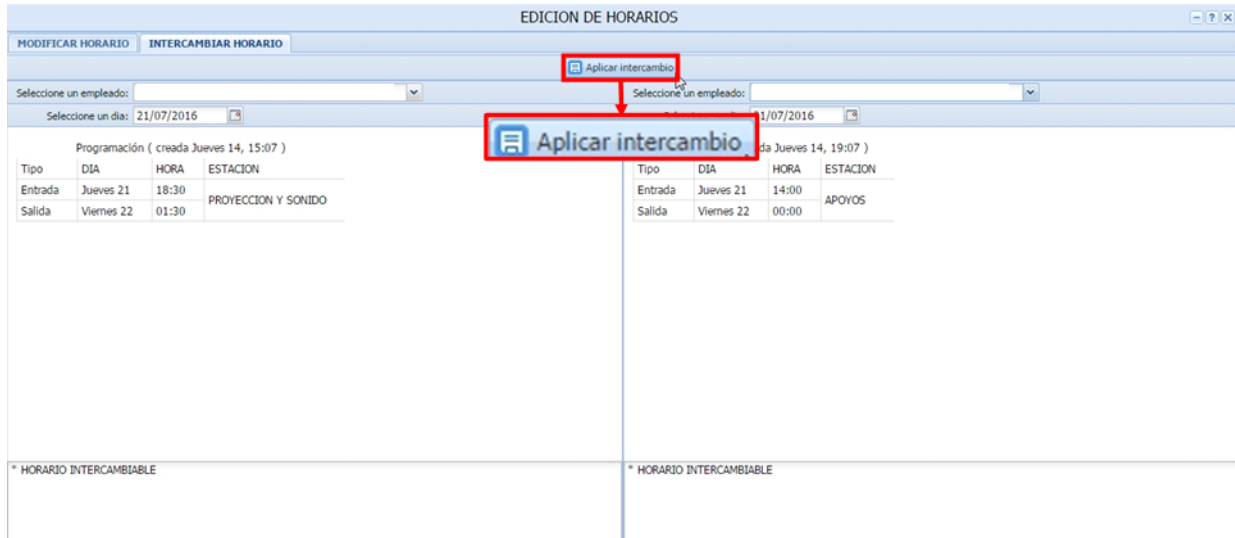 EDICION DE HORARIOS
MODIFICAR HORARIO INTERCAMBIAR HORARIO
Aplicar intercambio
Seleccione un empleado:
Seleccione un empleado:
Seleccione un dia: 21/07/2016
1/07/2016
Aplicar intercambio
Programación ( creada Jueves 14, 15:07 )
da Jueves 14, 19:07 )
Tipo DIA HORA ESTACION
Entrada Jueves 21 18:30
PROYECCION Y SONIDO
Salida Viernes 22 01:30
Tipo DIA HORA ESTACION
Entrada Jueves 21 14:00
APOYOS
Salida Viernes 22 00:00
* HORARIO INTERCAMBIABLE
* HORARIO INTERCAMBIABLE